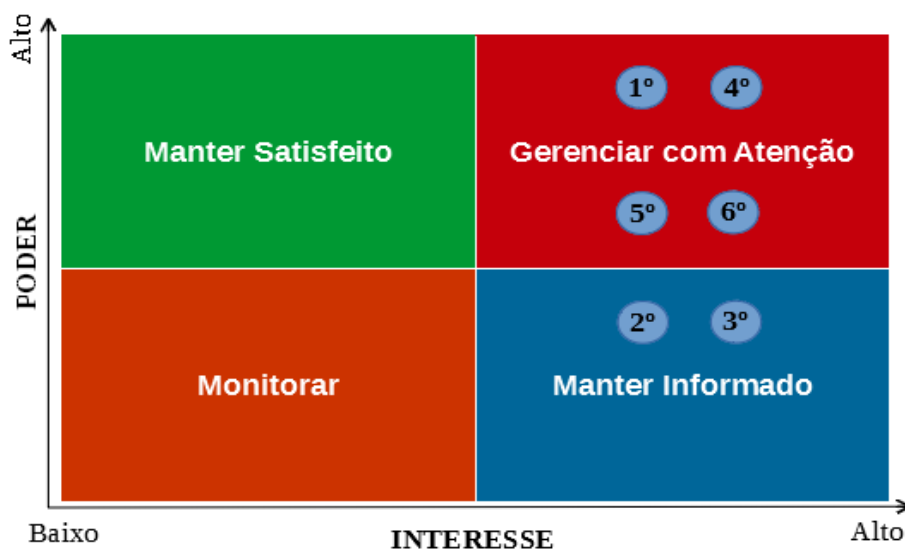 Alto
1º 4º
Manter Satisfeito Gerenciar com Atenção
5º 6º
PODER
2º 3º
Monitorar Manter Informado
Baixo INTERESSE Alto